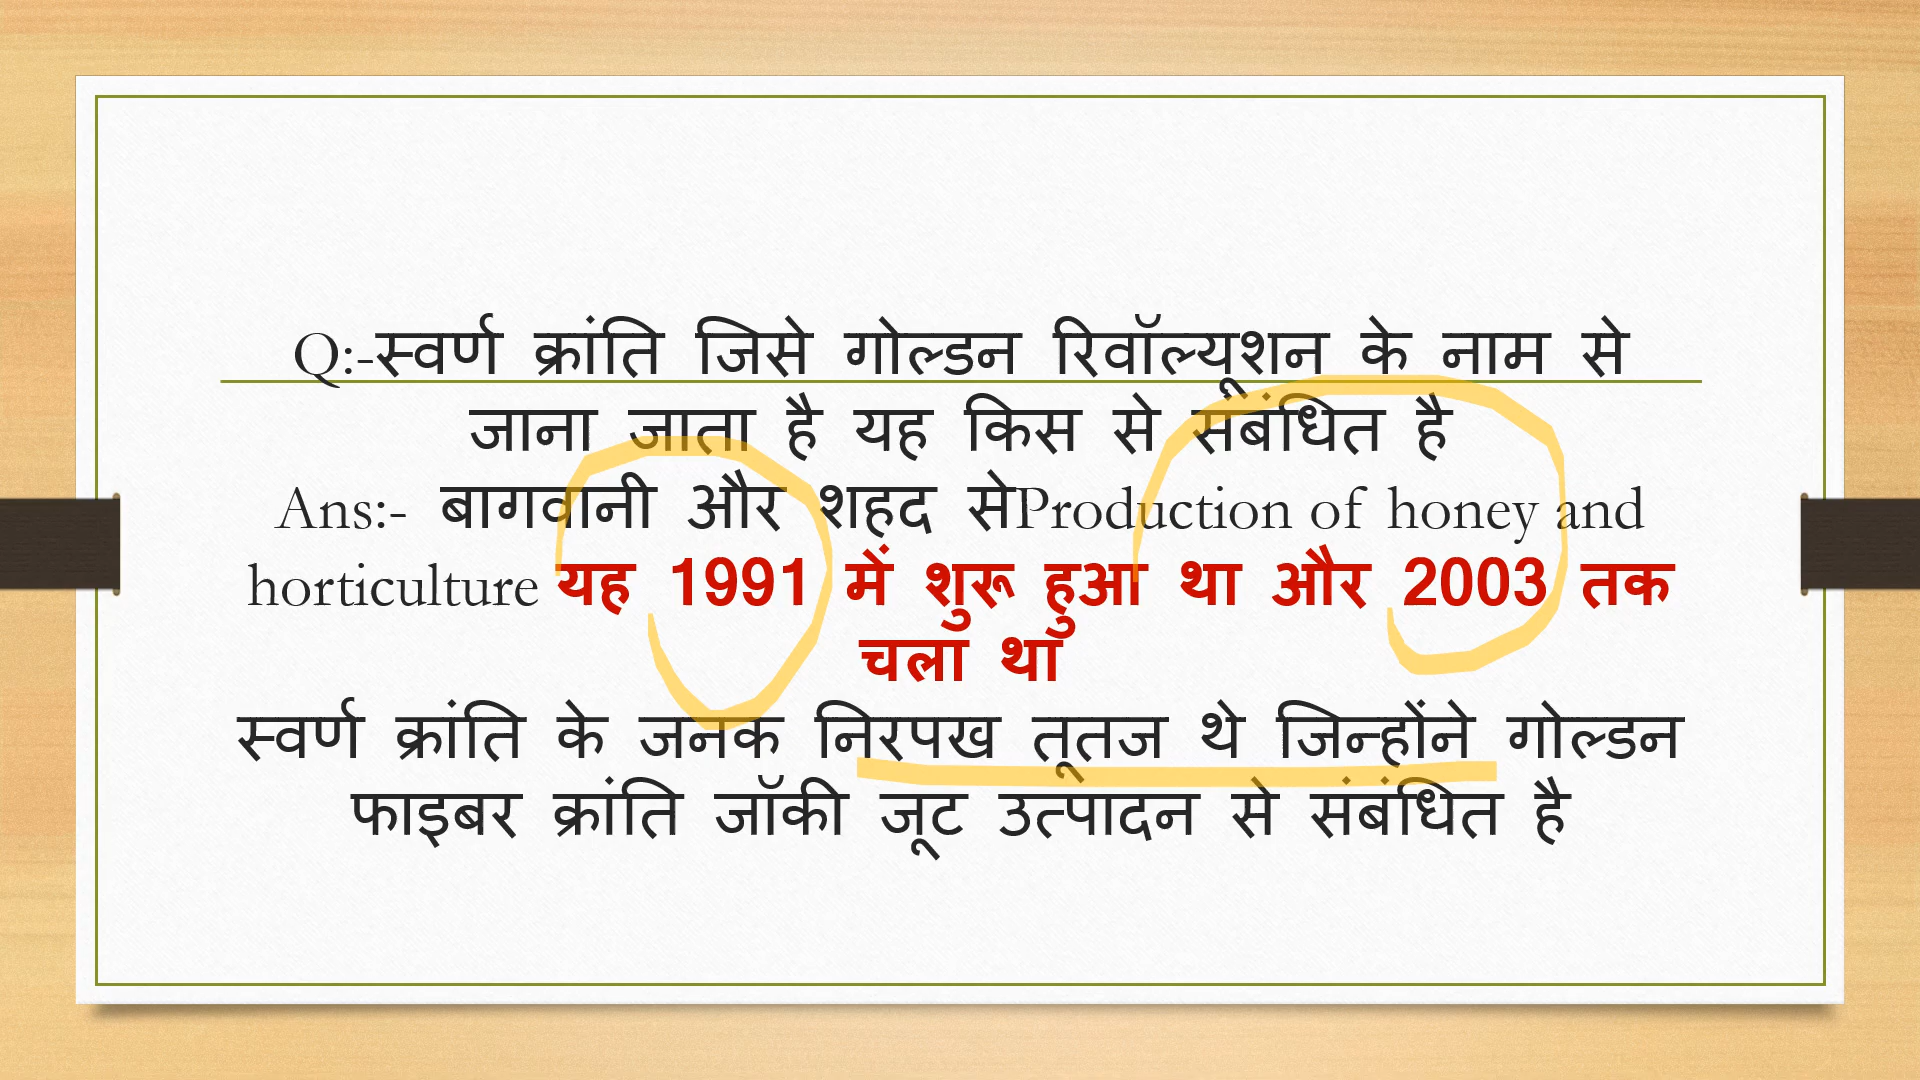 Q:-स्वर्ण क्रांति जिसे गोल्डन रिवॉल्यूशन के नाम से
जाना जाता है यह किस से संबंधित है
Ans:- बागवानी और शहद सेProduction of honey and
horticulture यह 1991 में शुरू हुआ था और 2003 तक
चला था
स्वर्ण क्रांति के जनक निरपख तूतज थे जिन्होंने गोल्डन
फाइबर क्रांति जॉकी जूट उत्पादन से संबंधित है